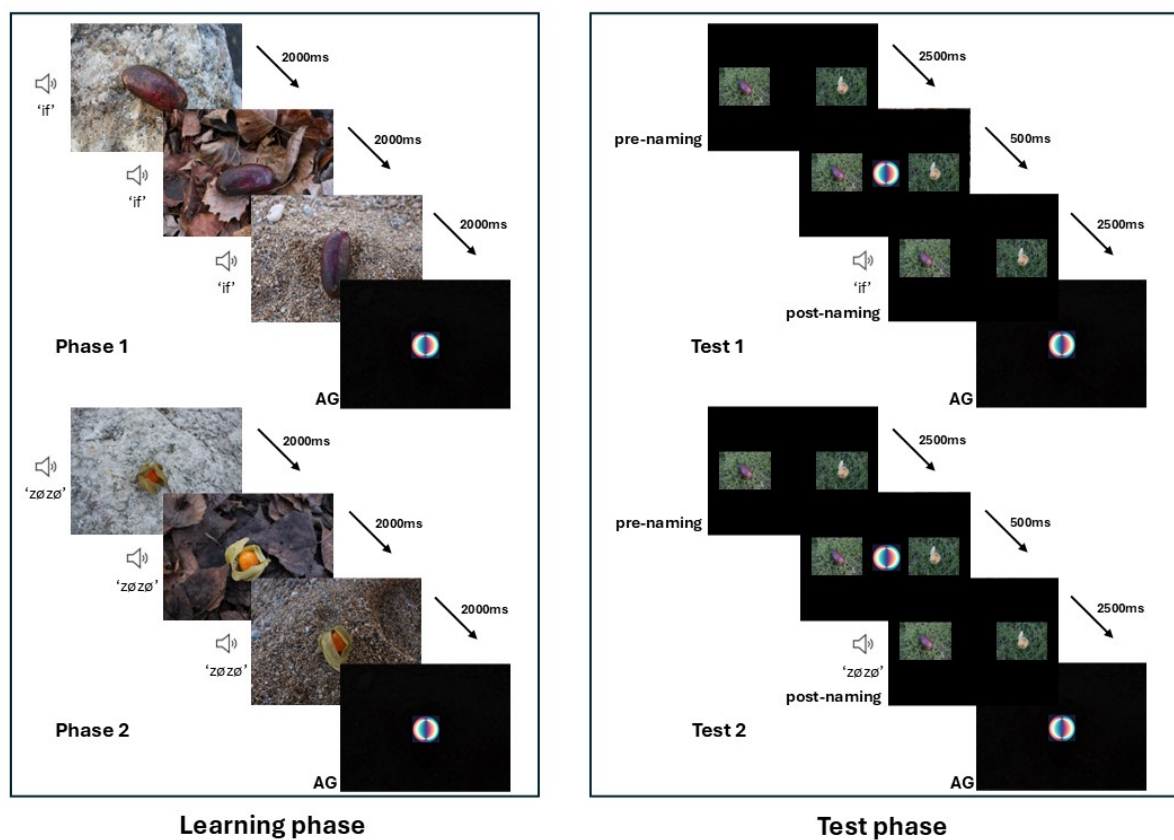 2000ms
'if'
2000ms
'if'
2000ms
'if'
Phase 1
AG
2000ms
'zøzø'
2000ms
'zøzø'
2000ms
'zøzø'
Phase 2
AG
Learning phase
2500ms
pre-naming
500ms
2500ms
'if'
post-naming
Test 1
AG
2500ms
pre-naming
500ms
2500ms
'zøzø'
post-naming
Test 2
AG
Test phase